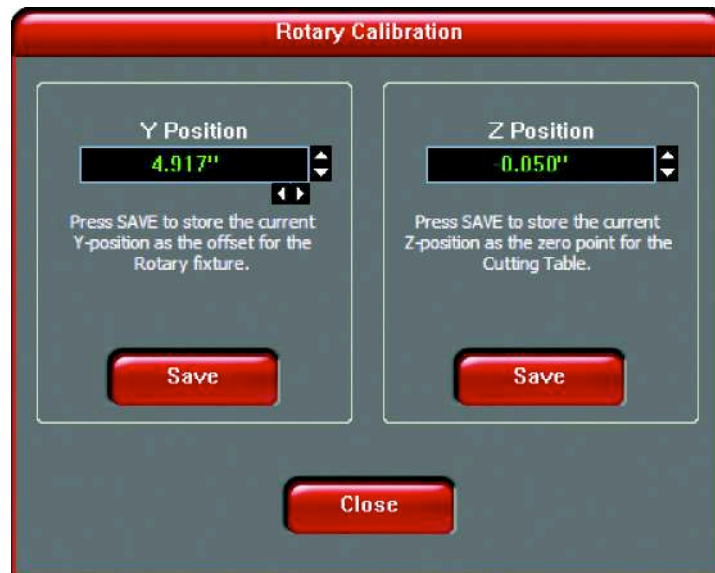 Rotary Calibration
Y Position
4.917"
Press SAVE to store the current
Y-position as the offset for the
Rotary fixture.
Save
Z Position
-0.050"
Press SAVE to store the current
Z-position as the zero point for the
Cutting Table.
Save
Close